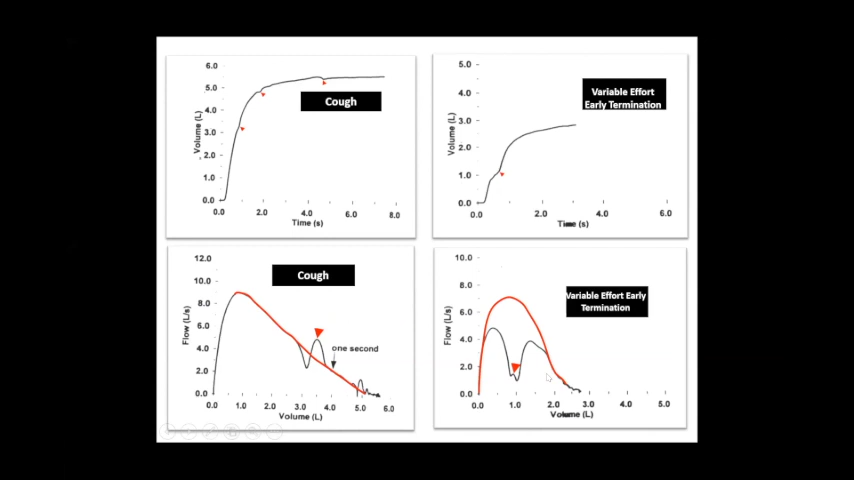 6.0
5.0
4.0
3.0
2.0
1.0
0.0
Volume (L)
0.0 2.0 4.0 6.0 8.0
Time (s)
Cough
5.0
4.0
3.0
2.0
1.0
0.0
Volume (L)
0.0 2.0 4.0 6.0
Time (s)
Variable Effort
Early Termination
12.0
10.0
8.0
6.0
4.0
2.0
0.0
Flow (L/s)
0.0 1.0 2.0 3.0 4.0 5.0 6.0
Volume (L)
Cough
one second
10.0
8.0
6.0
4.0
2.0
0.0
Flow (L/s)
0.0 1.0 2.0 3.0 4.0 5.0
Volume (L)
Variable Effort Early
Termination